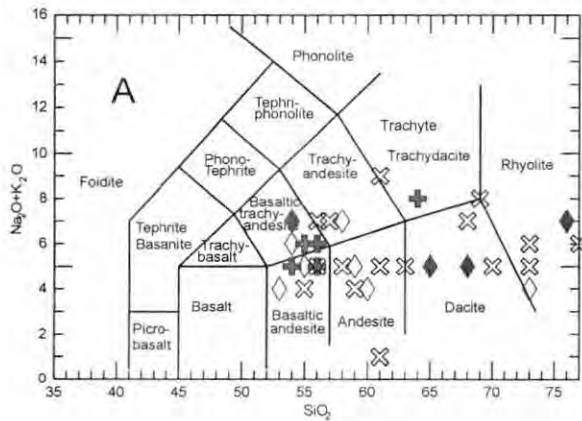 16
14
12
10
8
6
4
2
0
Na2O+K2O
A
Phonolite
Tephri-
phonolite
Trachyte
Trachydacite
Phono-
Tephrite
Trachy-
andesite
Rhyolite
Foidite
Basaltic
trachy-
andesite
Tephrite
Basanite
Trachy-
basalt
Basalt
Basaltic
andesite
Andesite
Dacite
Picro-
basalt
35 40 45 50 55 60 65 70 75
SiO2